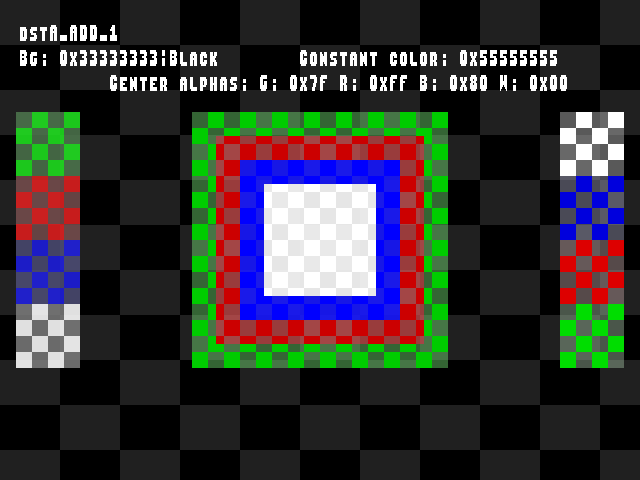 dstA_ADD_1
Bg: 0x33333333;Black Constant color: 0x55555555
Center alphas: G: 0x7F R: 0xFF B: 0x80 W: 0x00